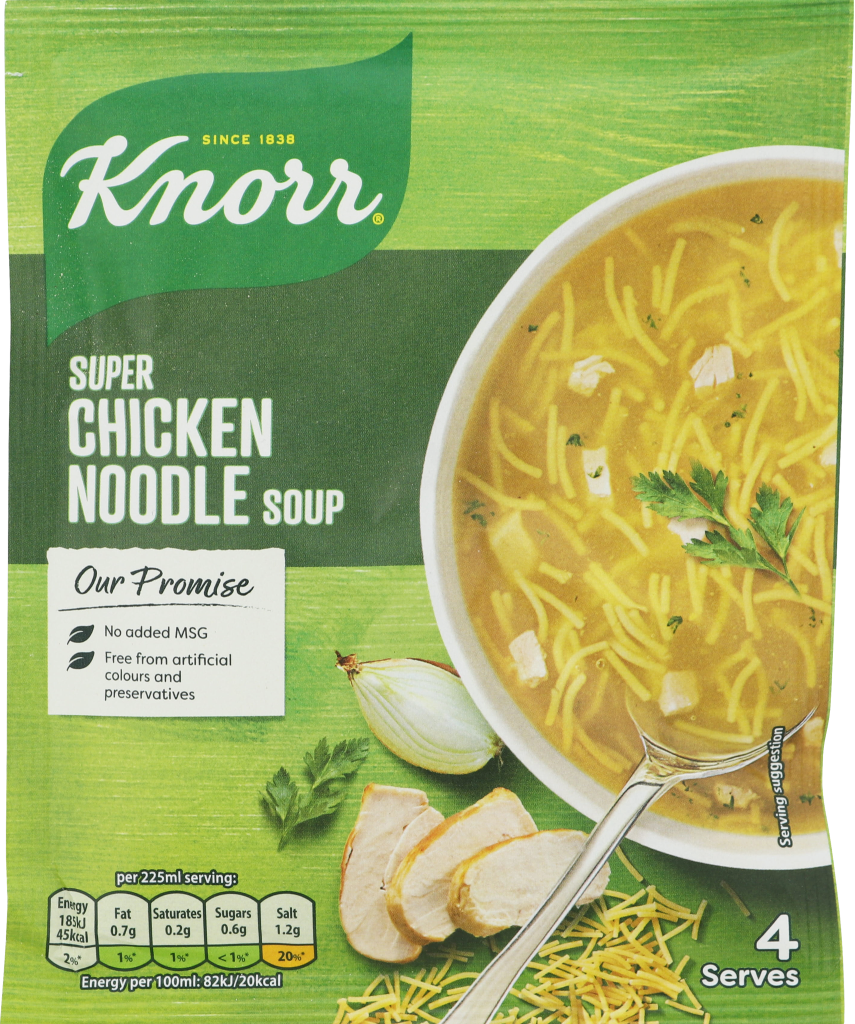 SINCE 1838
Knorr®
SUPER
CHICKEN
NOODLE SOUP
Our Promise
No added MSG
Free from artificial
colours and
preservatives
Serving suggestion
per 225ml serving:
Energy 185kJ 45kcal 2%*
Fat 0.7g 1%*
Saturates 0.2g 1%*
Sugars 0.6g <1%*
Salt 1.2g 20%*
Energy per 100ml: 82kJ/20kcal
4
Serves